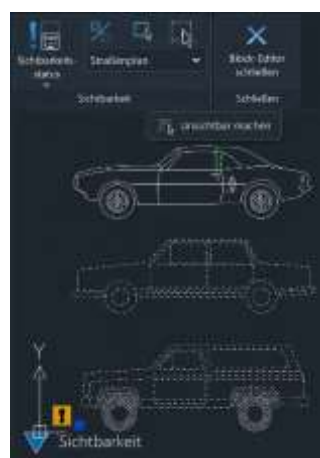 Sichtbarkeits-
status
Straßenplan
Block-Editor
schließen
Sichtbarkeit
Schließen
unsichtbar machen
Y
Sichtbarkeit